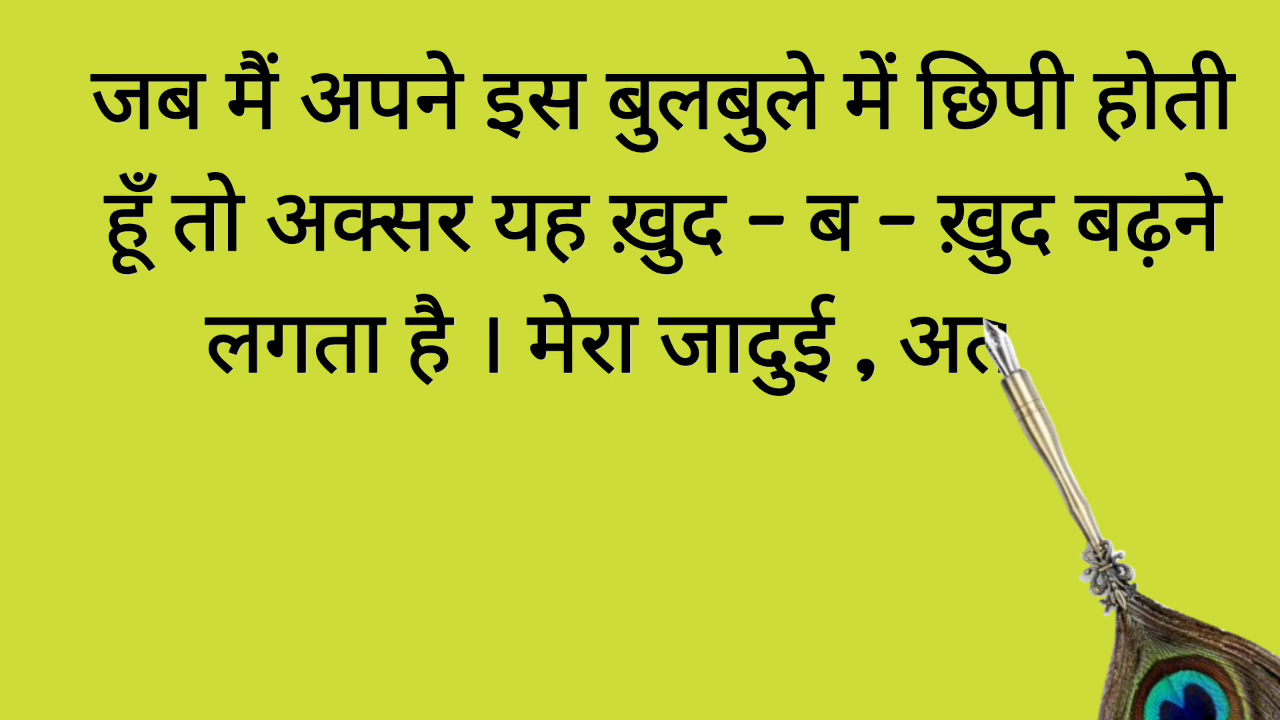 जब मैं अपने इस बुलबुले में छिपी होती
हूँ तो अक्सर यह ख़ुद - ब - ख़ुद बढ़ने
लगता है । मेरा जादुई ,